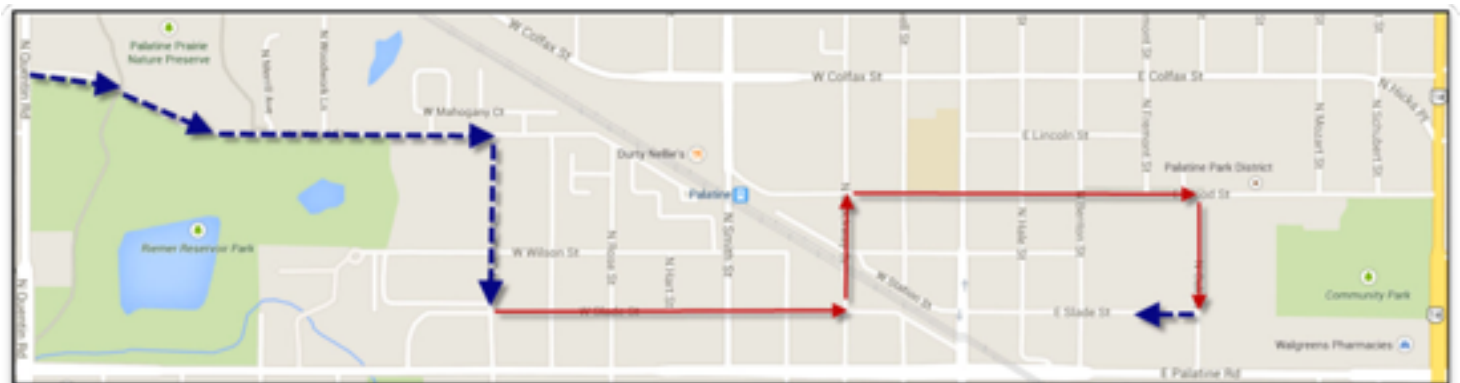 N Quentin Rd
Palatine Prairie
Nature Preserve
N Merrill Ave
N Woodwork Ln
W Colfax St
W Colfax St
E Colfax St
N Hicks Pl
W Mahogany Ct
E Lincoln St
N Fremont St
N Mozart St
N Schubert St
Durty Nellie's
Palatine Park District
Palatine
N Smith St
Riemer Reservoir Park
W Wilson St
N Rose St
N Hart St
N Hale St
N Benton St
W Station St
Community Park
N Quentin Rd
W Slade St
E Slade St
14
14
Walgreens Pharmacies
E Palatine Rd